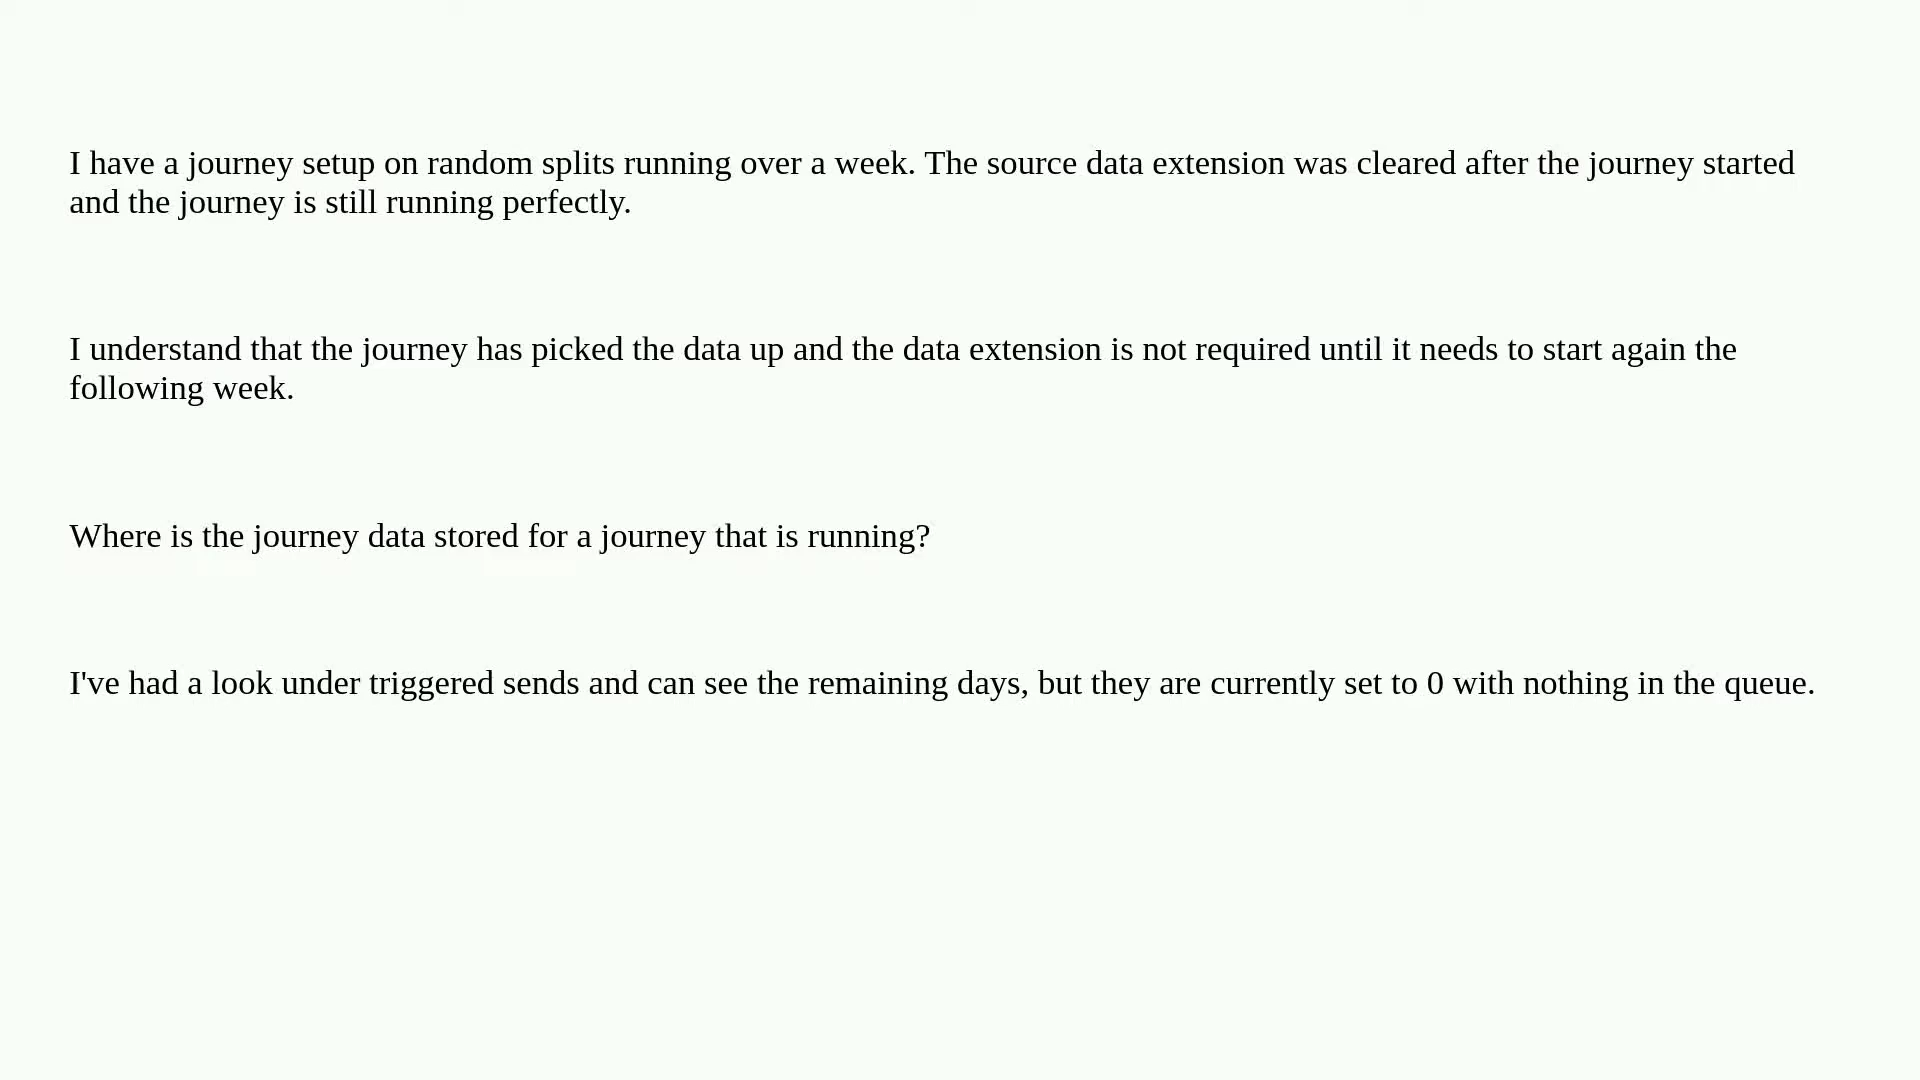 I have a journey setup on random splits running over a week. The source data extension was cleared after the journey started
and the journey is still running perfectly.
I understand that the journey has picked the data up and the data extension is not required until it needs to start again the
following week.
Where is the journey data stored for a journey that is running?
I've had a look under triggered sends and can see the remaining days, but they are currently set to 0 with nothing in the queue.